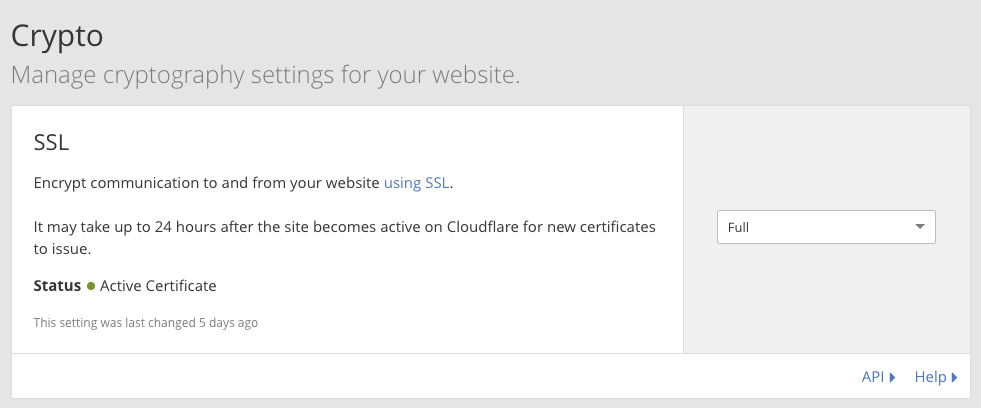 Crypto
Manage cryptography settings for your website.
SSL
Encrypt communication to and from your website using SSL.
It may take up to 24 hours after the site becomes active on Cloudflare for new certificates
to issue.
Full
Status Active Certificate
This setting was last changed 5 days ago
API Help